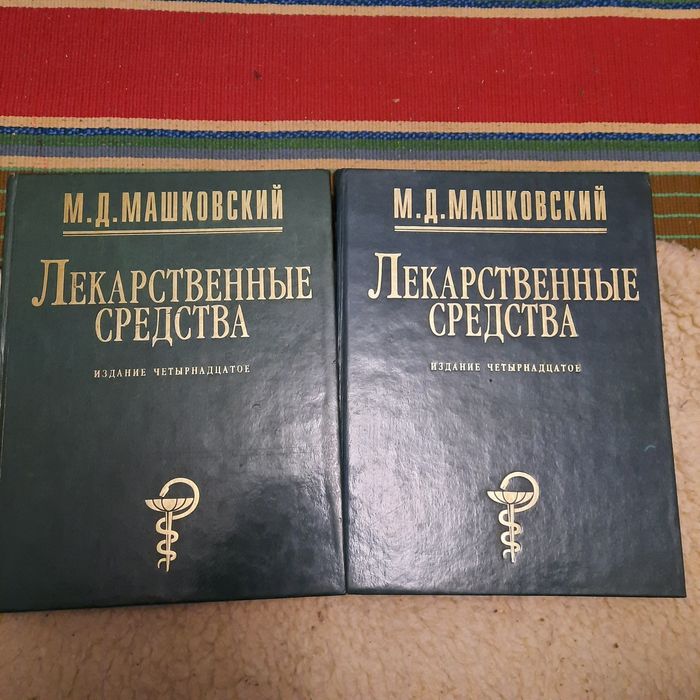 М.Д.МАШКОВСКИЙ
ЛЕКАРСТВЕННЫЕ
СРЕДСТВА
ИЗДАНИЕ ЧЕТЫРНАДЦАТОЕ
М.Д.МАШКОВСКИЙ
ЛЕКАРСТВЕННЫЕ
СРЕДСТВА
ИЗДАНИЕ ЧЕТЫРНАДЦАТОЕ